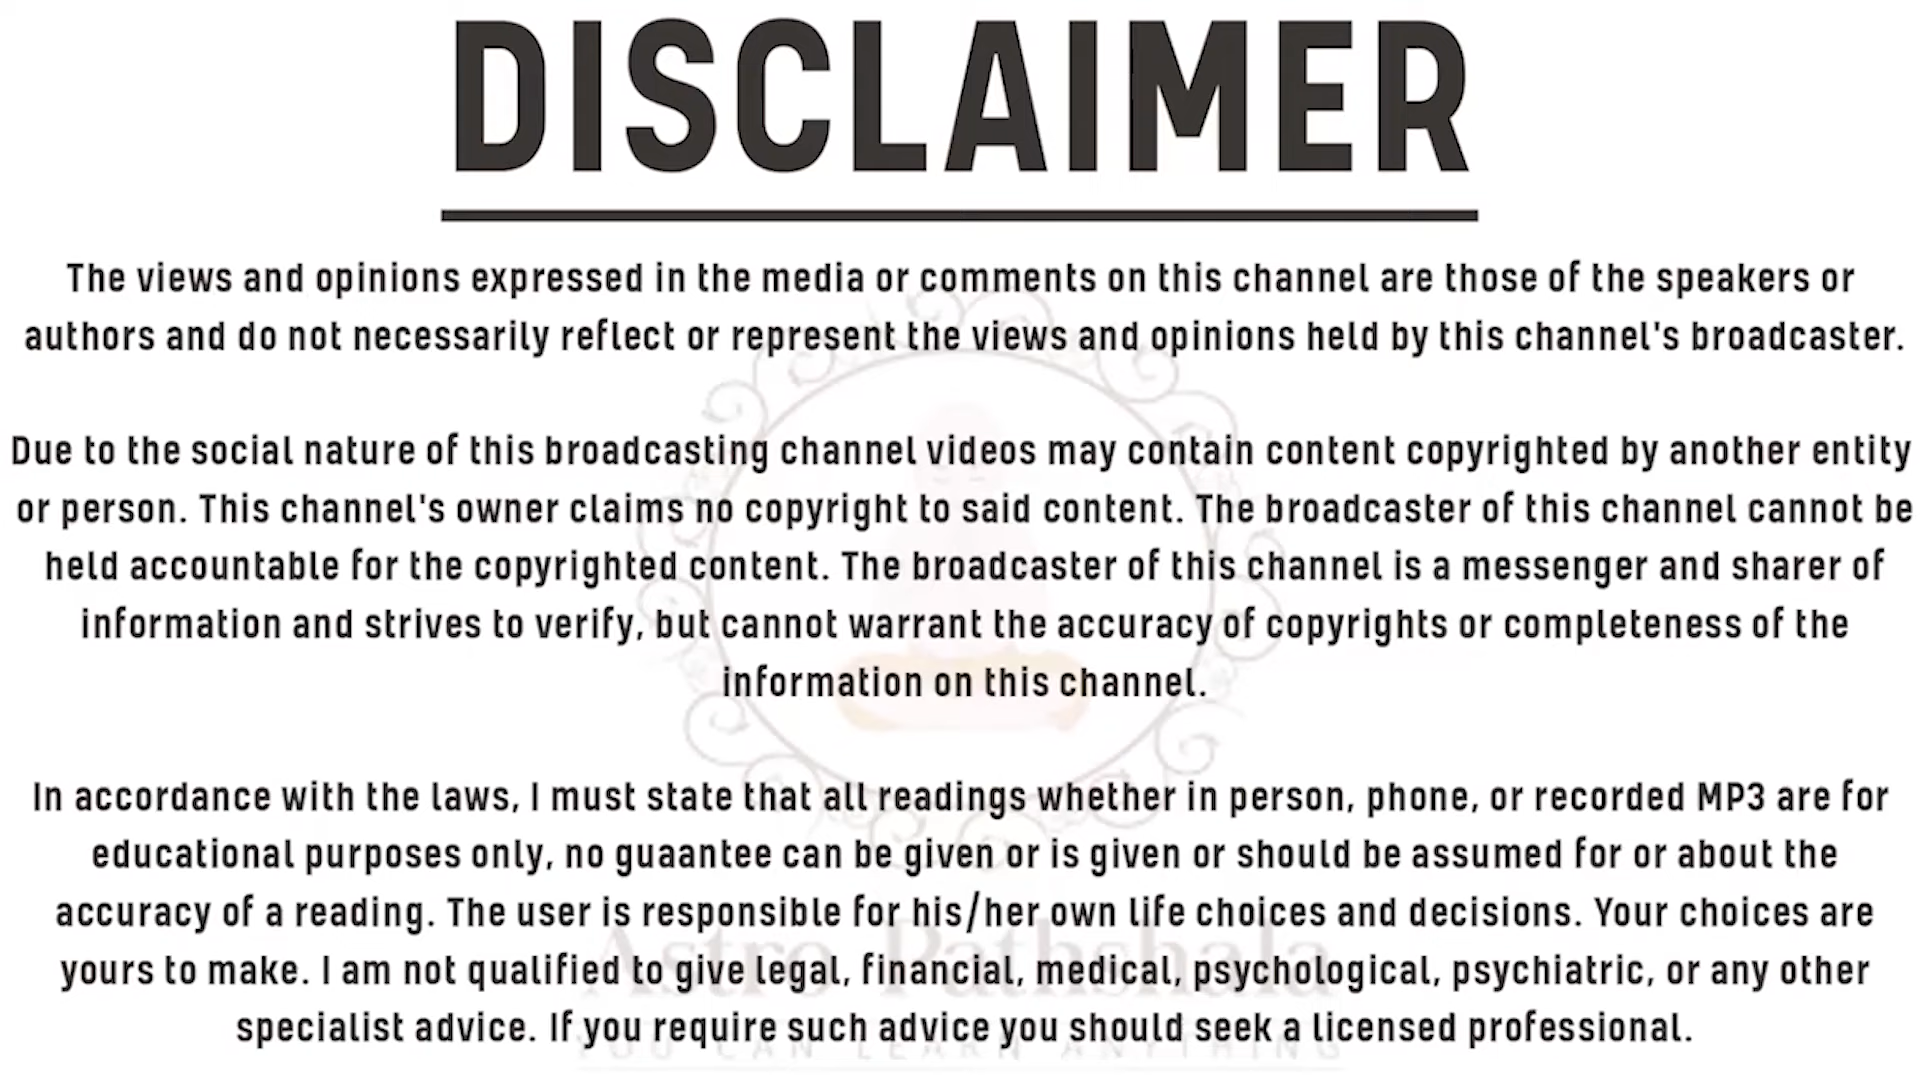 DISCLAIMER
The views and opinions expressed in the media or comments on this channel are those of the speakers or
authors and do not necessarily reflect or represent the views and opinions held by this channel's broadcaster.
Due to the social nature of this broadcasting channel videos may contain content copyrighted by another entity
or person. This channel's owner claims no copyright to said content. The broadcaster of this channel cannot be
held accountable for the copyrighted content. The broadcaster of this channel is a messenger and sharer of
information and strives to verify, but cannot warrant the accuracy of copyrights or completeness of the
information on this channel.
In accordance with the laws, I must state that all readings whether in person, phone, or recorded MP3 are for
educational purposes only, no guaantee can be given or is given or should be assumed for or about the
accuracy of a reading. The user is responsible for his/her own life choices and decisions. Your choices are
yours to make. I am not qualified to give legal, financial, medical, psychological, psychiatric, or any other
specialist advice. If you require such advice you should seek a licensed professional.
Astro Pathshala
YOU CAN LEARN ANYTHING